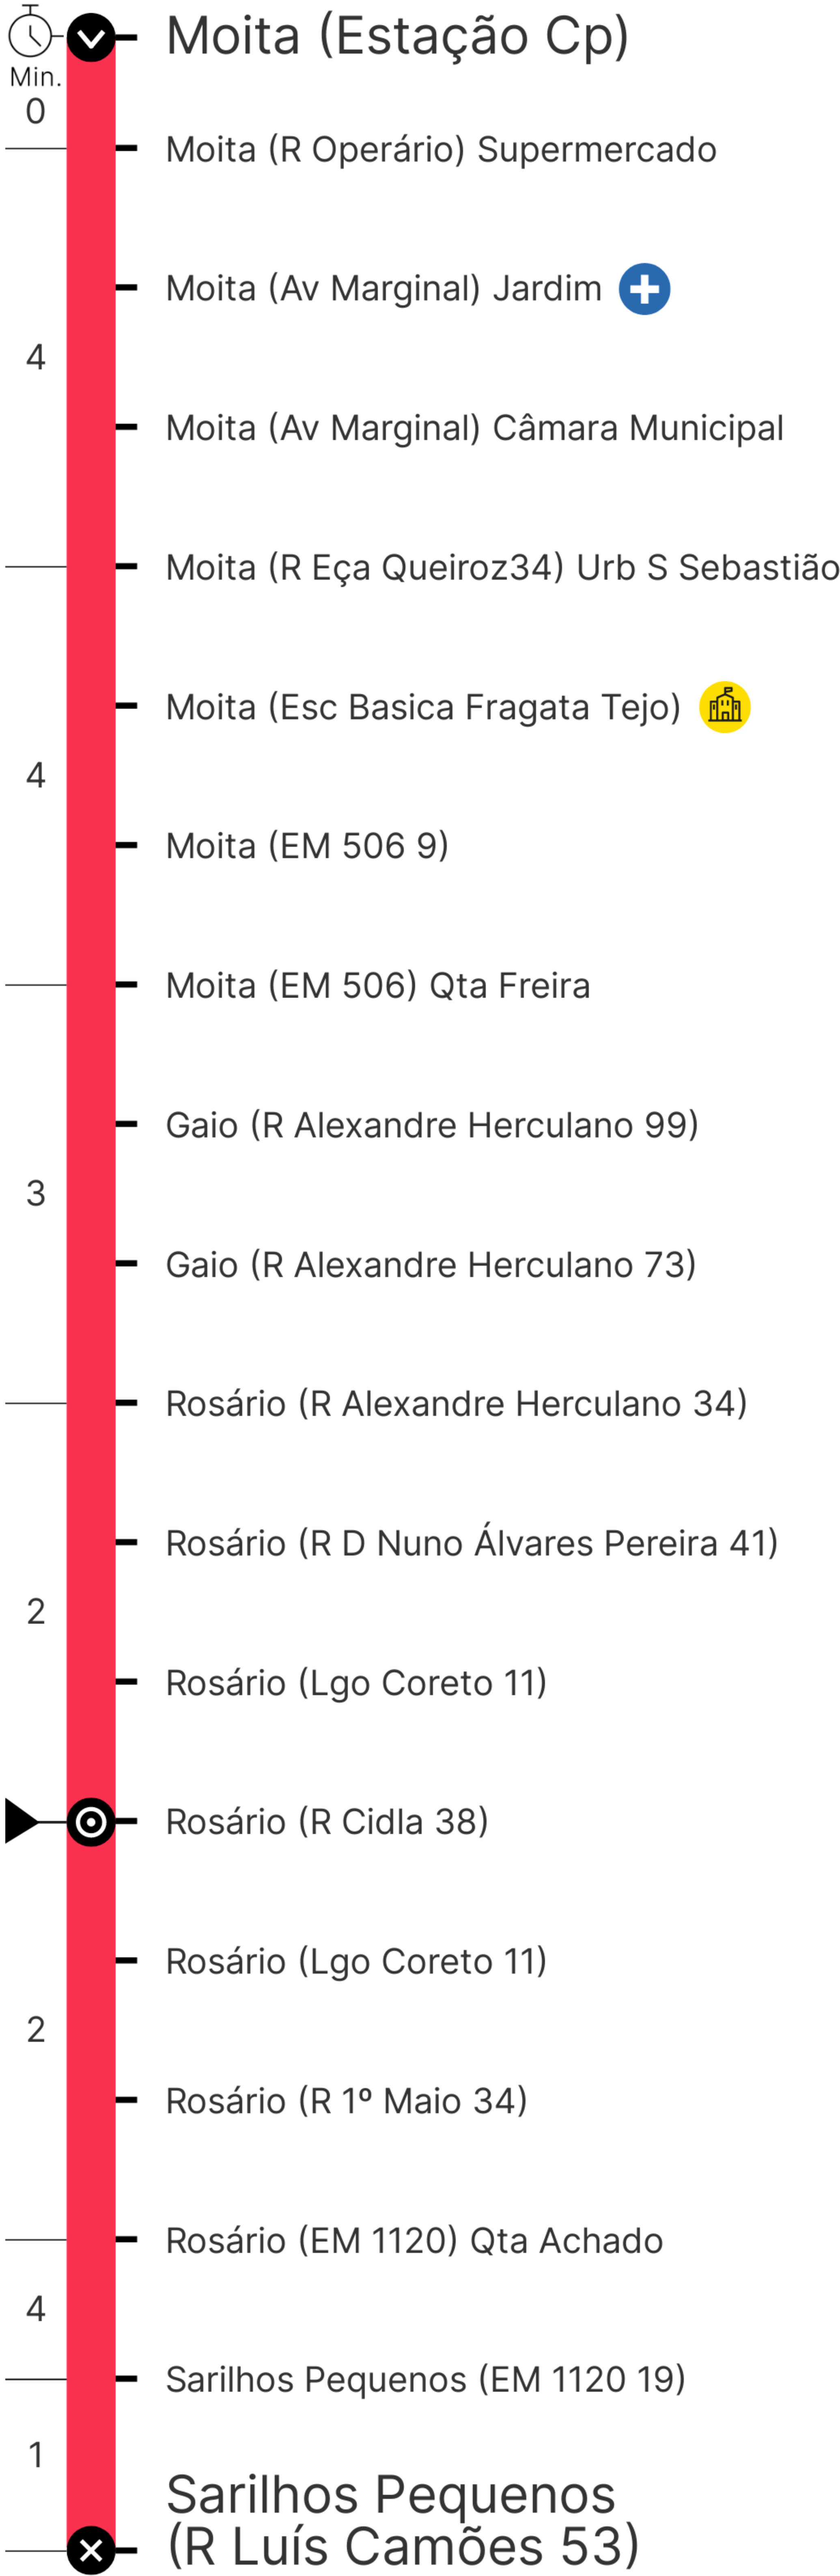 Moita (Estação Cp)
Min.
0
Moita (R Operário) Supermercado
Moita (Av Marginal) Jardim
4
Moita (Av Marginal) Câmara Municipal
Moita (R Eça Queiroz34) Urb S Sebastião
Moita (Esc Basica Fragata Tejo)
4
Moita (EM 506 9)
Moita (EM 506) Qta Freira
Gaio (R Alexandre Herculano 99)
3
Gaio (R Alexandre Herculano 73)
Rosário (R Alexandre Herculano 34)
Rosário (R D Nuno Álvares Pereira 41)
2
Rosário (Lgo Coreto 11)
Rosário (R Cidla 38)
Rosário (Lgo Coreto 11)
2
Rosário (R 1º Maio 34)
Rosário (EM 1120) Qta Achado
4
Sarilhos Pequenos (EM 1120 19)
1
Sarilhos Pequenos
(R Luís Camões 53)